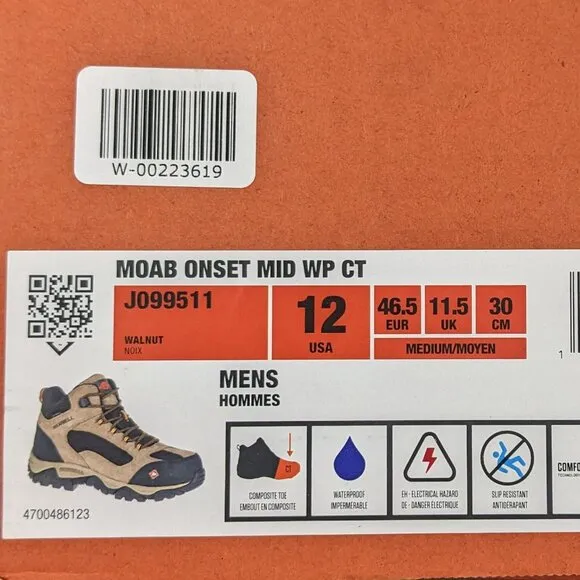 W-00223619
MOAB ONSET MID WP CT
J099511
WALNUT
NOIX
12
USA
46.5
EUR
11.5
UK
30
CM
MEDIUM/MOYEN
MENS
HOMMES
CT
COMPOSITE TOE
EMBOUT EN COMPOSITE
WATERPROOF
IMPERMÉABLE
EH - ELECTRICAL HAZARD
DE - DANGER ÉLECTRIQUE
SLIP RESISTANT
ANTIDÉRAPANT
COMFO
4700486123
1